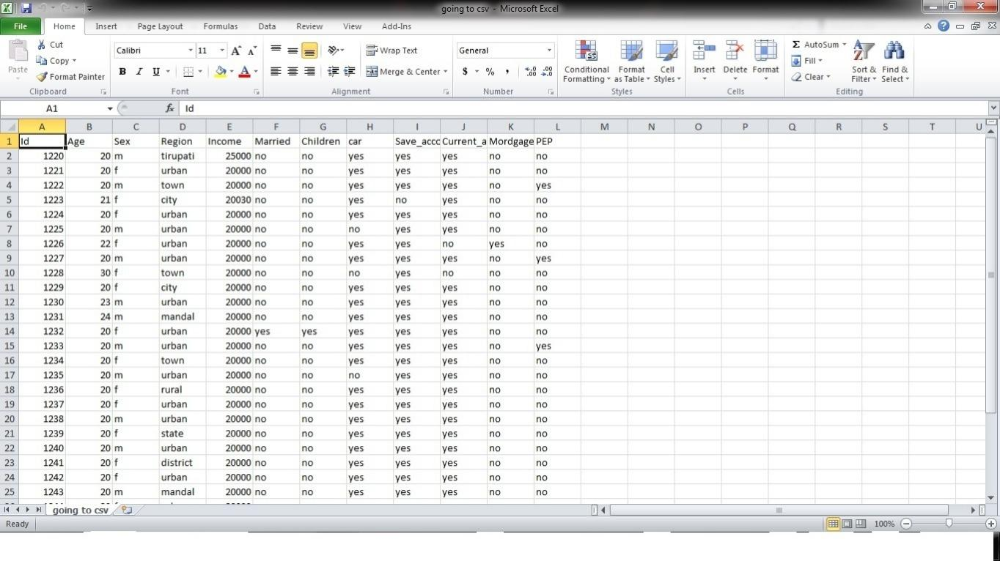 going to csv - Microsoft Excel
File Home Insert Page Layout Formulas Data Review View Add-Ins
Paste Cut Copy Format Painter Clipboard
Calibri 11 A A B I U A Font
Wrap Text Merge & Center Alignment
General $ % , Number
Conditional Formatting Format as Table Cell Styles Styles
Insert Delete Format Cells
Σ AutoSum Fill Clear Sort & Filter Find & Select Editing
A1 fx Id
A B C D E F G H I J K L M N O P Q R S T U
1 Id Age Sex Region Income Married Children car Save_acco Current_a Mordgage PEP
2 1220 20 m tirupati 25000 no no yes yes yes no no
3 1221 20 f urban 20000 no no yes yes yes no no
4 1222 20 m town 20000 no no yes yes yes no yes
5 1223 21 f city 20030 no no yes no yes no no
6 1224 20 f urban 20000 no no yes yes yes no no
7 1225 20 m urban 20000 no no no yes yes no no
8 1226 22 f urban 20000 no no yes yes no yes no
9 1227 20 m urban 20000 no no yes yes yes no yes
10 1228 30 f town 20000 no no no yes no no no
11 1229 20 f city 20000 no no yes yes yes no no
12 1230 23 m urban 20000 no no yes yes yes no no
13 1231 24 m mandal 20000 no no yes yes yes no no
14 1232 20 f urban 20000 yes yes yes yes yes no no
15 1233 20 m urban 20000 no no yes yes yes no yes
16 1234 20 f town 20000 no no yes yes yes no no
17 1235 20 m urban 20000 no no no yes yes no no
18 1236 20 f rural 20000 no no yes yes yes no no
19 1237 20 f urban 20000 no no yes yes yes no no
20 1238 20 m urban 20000 no no yes yes yes no no
21 1239 20 f state 20000 no no yes yes yes no no
22 1240 20 m urban 20000 no no yes yes yes no no
23 1241 20 f district 20000 no no yes yes yes no no
24 1242 20 f urban 20000 no no yes yes yes no no
25 1243 20 m mandal 20000 no no yes yes yes no no
going to csv
Ready 100%